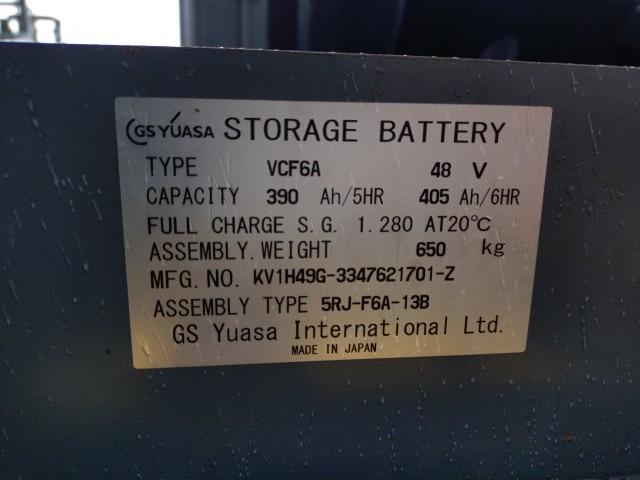 GS YUASA STORAGE BATTERY
TYPE VCF6A 48 V
CAPACITY 390 Ah/5HR 405 Ah/6HR
FULL CHARGE S.G. 1.280 AT20℃
ASSEMBLY.WEIGHT 650 kg
MFG.NO. KV1H49G-3347621701-Z
ASSEMBLY TYPE 5RJ-F6A-13B
GS Yuasa International Ltd.
MADE IN JAPAN